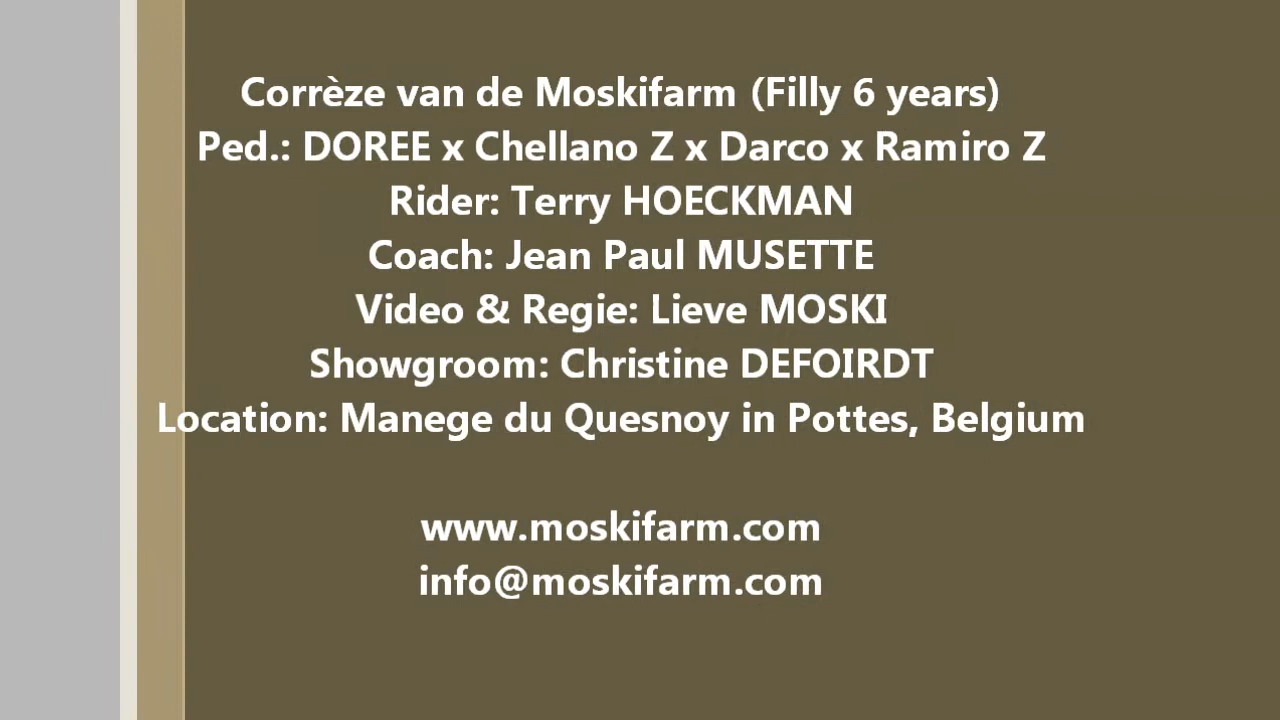 Corrèze van de Moskifarm (Filly 6 years)
Ped.: DOREE x Chellano Z x Darco x Ramiro Z
Rider: Terry HOECKMAN
Coach: Jean Paul MUSETTE
Video & Regie: Lieve MOSKI
Showgroom: Christine DEFOIRDT
Location: Manege du Quesnoy in Pottes, Belgium
www.moskifarm.com
info@moskifarm.com